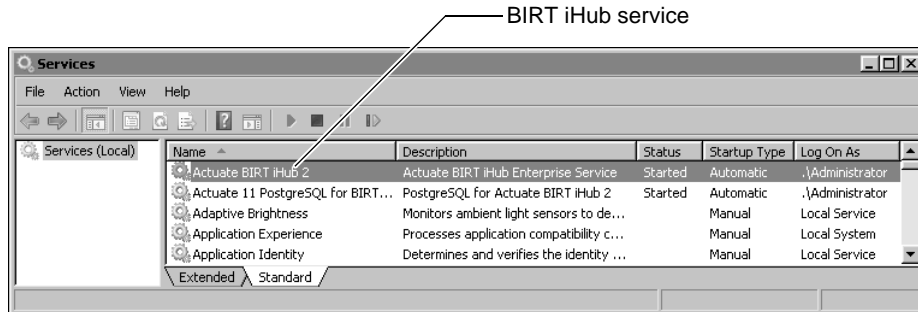 BIRT iHub service
Services
File Action View Help
Services (Local)
Name Description Status Startup Type Log On As
Actuate BIRT iHub 2 Actuate BIRT iHub Enterprise Service Started Automatic .\Administrator
Actuate 11 PostgreSQL for BIRT... PostgreSQL for Actuate BIRT iHub 2 Started Automatic .\Administrator
Adaptive Brightness Monitors ambient light sensors to de... Manual Local Service
Application Experience Processes application compatibility c... Manual Local System
Application Identity Determines and verifies the identity ... Manual Local Service
Extended Standard